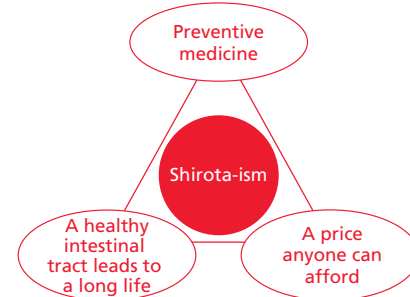 Preventive
medicine
Shirota-ism
A healthy
intestinal
tract leads to
a long life
A price
anyone can
afford